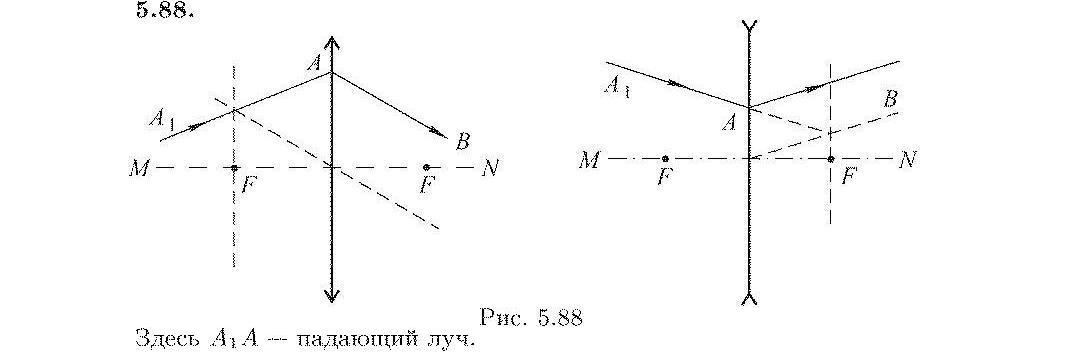 5.88.
A A₁ B M F F N
A₁ A B M F F N
Рис. 5.88
Здесь A₁A — падающий луч.